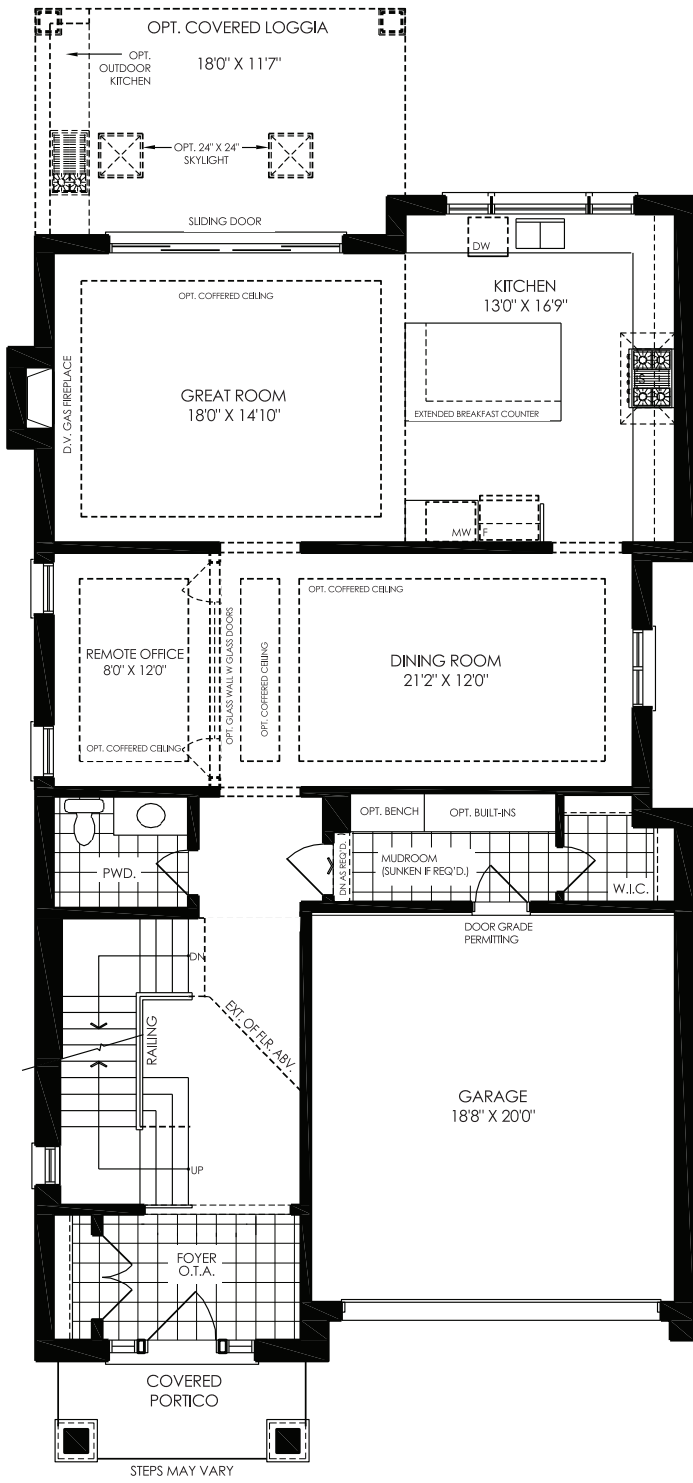 OPT. COVERED LOGGIA
18'0" X 11'7"
OPT.
OUTDOOR
KITCHEN
OPT. 24" X 24"
SKYLIGHT
SLIDING DOOR
DW
KITCHEN
13'0" X 16'9"
OPT. COFFERED CEILING
D.V. GAS FIREPLACE
GREAT ROOM
18'0" X 14'10"
EXTENDED BREAKFAST COUNTER
MW
F
OPT. COFFERED CEILING
REMOTE OFFICE
8'0" X 12'0"
OPT. COFFERED CEILING
OPT. GLASS WALL W GLASS DOORS
OPT. COFFERED CEILING
DINING ROOM
21'2" X 12'0"
OPT. BENCH
OPT. BUILT-INS
PWD.
DN AS REQ'D.
MUDROOM
(SUNKEN IF REQ'D.)
W.I.C.
DOOR GRADE
PERMITTING
DN
EXT. OF FLR. ABV.
RAILING
GARAGE
18'8" X 20'0"
UP
FOYER
O.T.A.
COVERED
PORTICO
STEPS MAY VARY